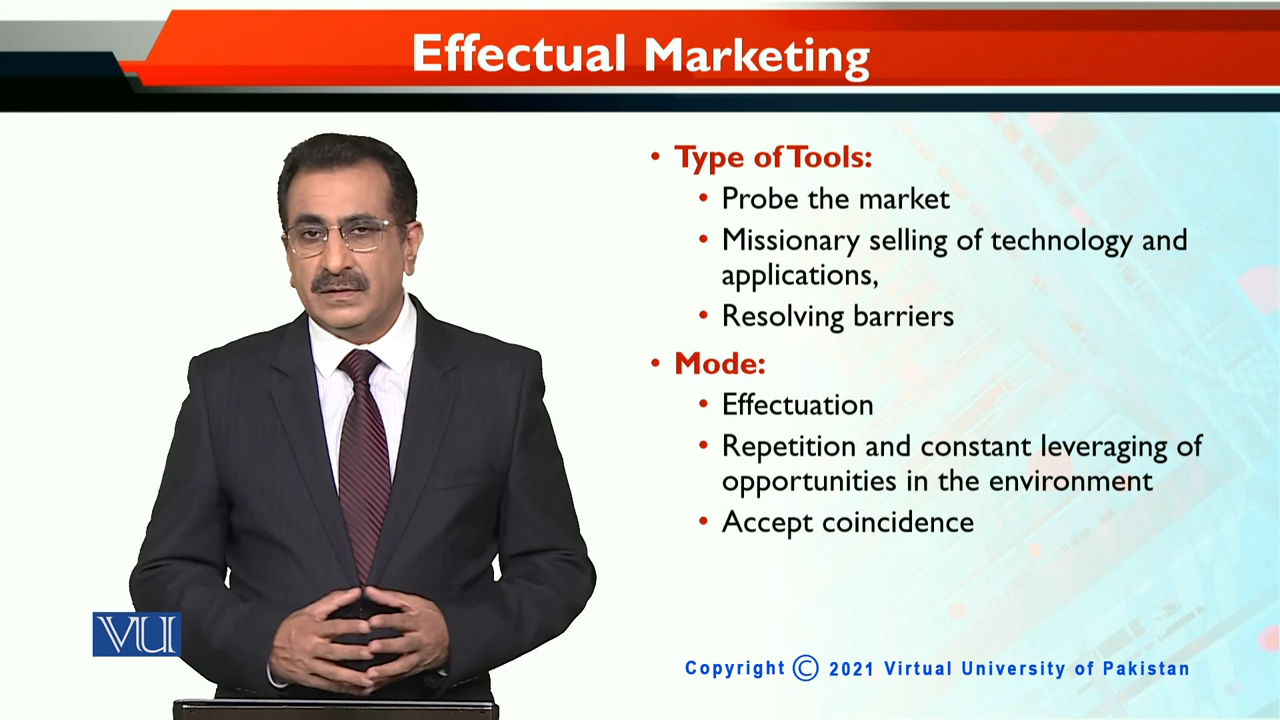 Effectual Marketing
• Type of Tools:
• Probe the market
• Missionary selling of technology and
applications,
• Resolving barriers
• Mode:
• Effectuation
• Repetition and constant leveraging of
opportunities in the environment
• Accept coincidence
VU
Copyright © 2021 Virtual University of Pakistan